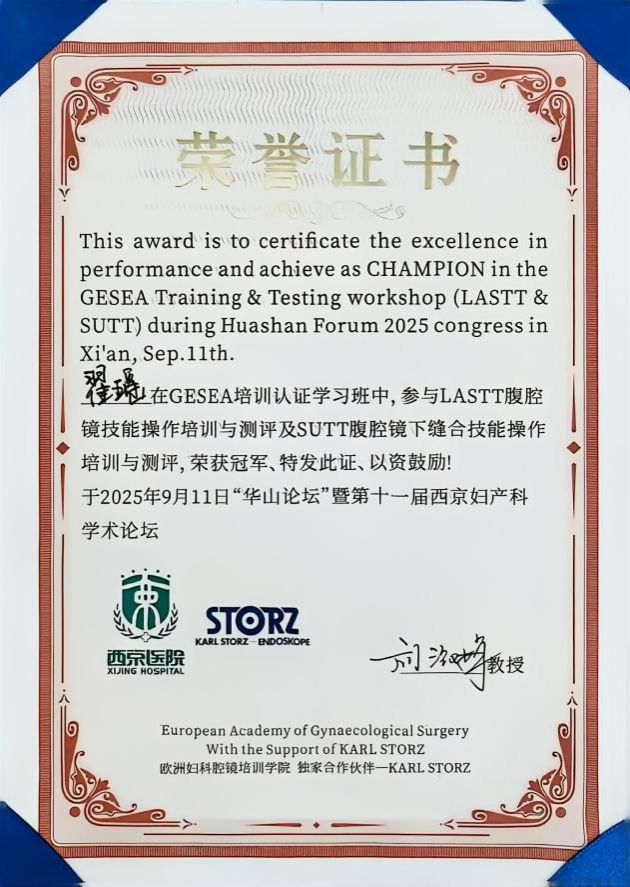 荣誉证书
This award is to certificate the excellence in
performance and achieve as CHAMPION in the
GESEA Training & Testing workshop (LASTT &
SUTT) during Huashan Forum 2025 congress in
Xi'an, Sep.11th.
翟瑅在GESEA培训认证学习班中, 参与LASTT腹腔
镜技能操作培训与测评及SUTT腹腔镜下缝合技能操作
培训与测评, 荣获冠军、特发此证、以资鼓励!
于2025年9月11日“华山论坛”暨第十一届西京妇产科
学术论坛
西京医院
XIJING HOSPITAL
STORZ
KARL STORZ—ENDOSKOPE
教授
European Academy of Gynaecological Surgery
With the Support of KARL STORZ
欧洲妇科腔镜培训学院 独家合作伙伴—KARL STORZ